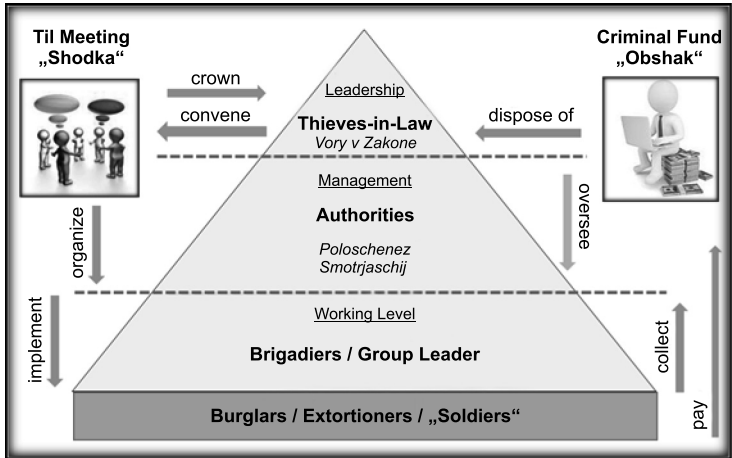 Til Meeting
„Shodka“
Criminal Fund
„Obshak“
crown
convene
Leadership
Thieves-in-Law
Vory v Zakone
dispose of
Management
Authorities
Poloschenez
Smotrjaschij
organize
oversee
implement
Working Level
Brigadiers / Group Leader
collect
pay
Burglars / Extortioners / „Soldiers“